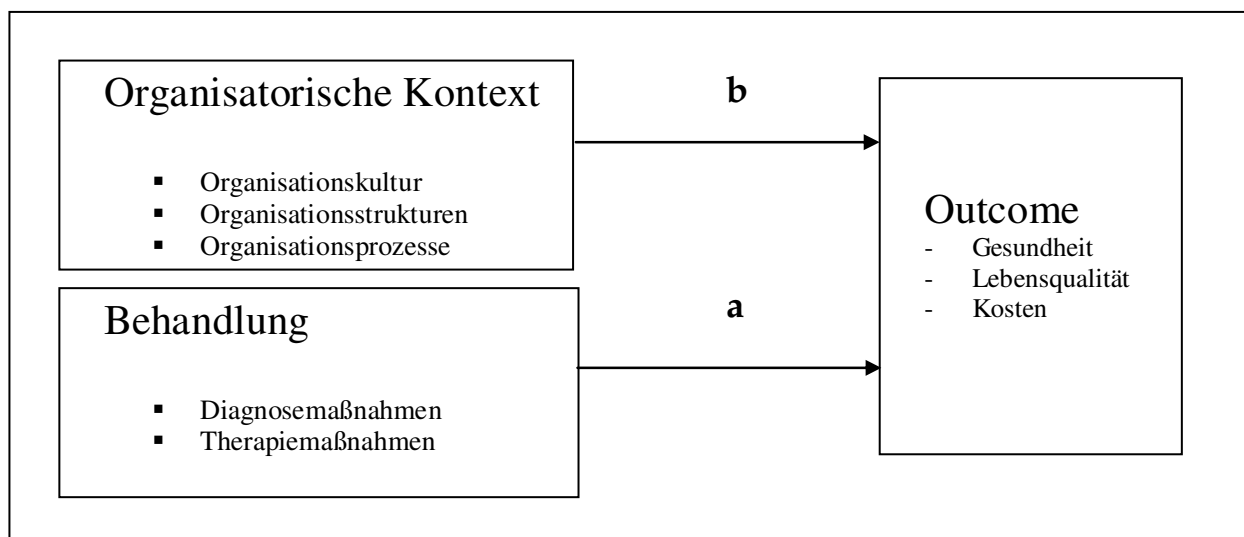 Organisatorische Kontext
▪ Organisationskultur
▪ Organisationsstrukturen
▪ Organisationsprozesse
b
Behandlung
▪ Diagnosemaßnahmen
▪ Therapiemaßnahmen
a
Outcome
- Gesundheit
- Lebensqualität
- Kosten